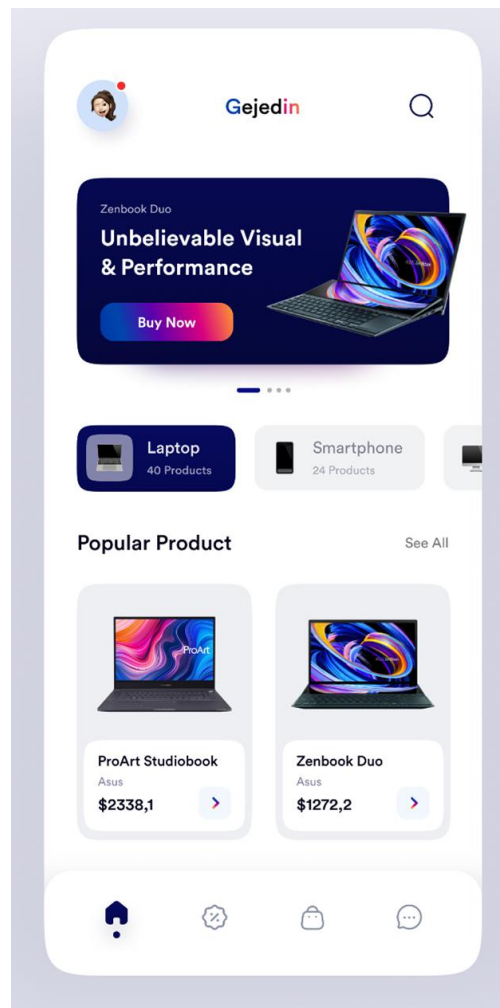 Gejedin
Zenbook Duo
Unbelievable Visual
& Performance
Buy Now
Laptop
40 Products
Smartphone
24 Products
Popular Product
See All
ProArt
ProArt Studiobook
Asus
$2338,1
Zenbook Duo
Asus
$1272,2